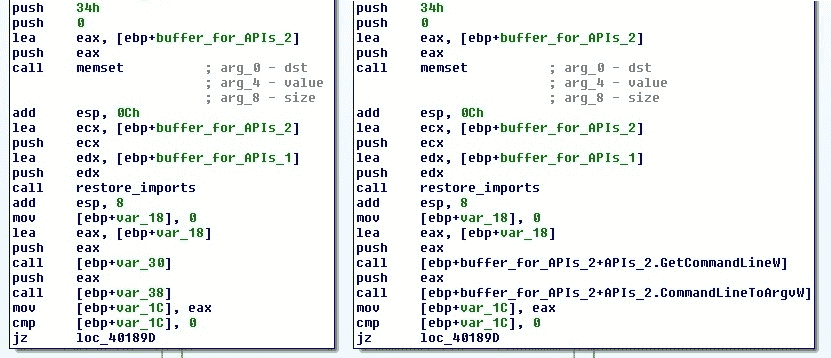 push 34h
push 0
lea eax, [ebp+buffer_for_APIs_2]
push eax
call memset ; arg_0 - dst
; arg_4 - value
; arg_8 - size
add esp, 0Ch
lea ecx, [ebp+buffer_for_APIs_2]
push ecx
lea edx, [ebp+buffer_for_APIs_1]
push edx
call restore_imports
add esp, 8
mov [ebp+var_18], 0
lea eax, [ebp+var_18]
push eax
call [ebp+var_30]
push eax
call [ebp+var_38]
mov [ebp+var_1C], eax
cmp [ebp+var_1C], 0
jz loc_40189D
push 34h
push 0
lea eax, [ebp+buffer_for_APIs_2]
push eax
call memset ; arg_0 - dst
; arg_4 - value
; arg_8 - size
add esp, 0Ch
lea ecx, [ebp+buffer_for_APIs_2]
push ecx
lea edx, [ebp+buffer_for_APIs_1]
push edx
call restore_imports
add esp, 8
mov [ebp+var_18], 0
lea eax, [ebp+var_18]
push eax
call [ebp+buffer_for_APIs_2+APIs_2.GetCommandLineW]
push eax
call [ebp+buffer_for_APIs_2+APIs_2.CommandLineToArgvW]
mov [ebp+var_1C], eax
cmp [ebp+var_1C], 0
jz loc_40189D